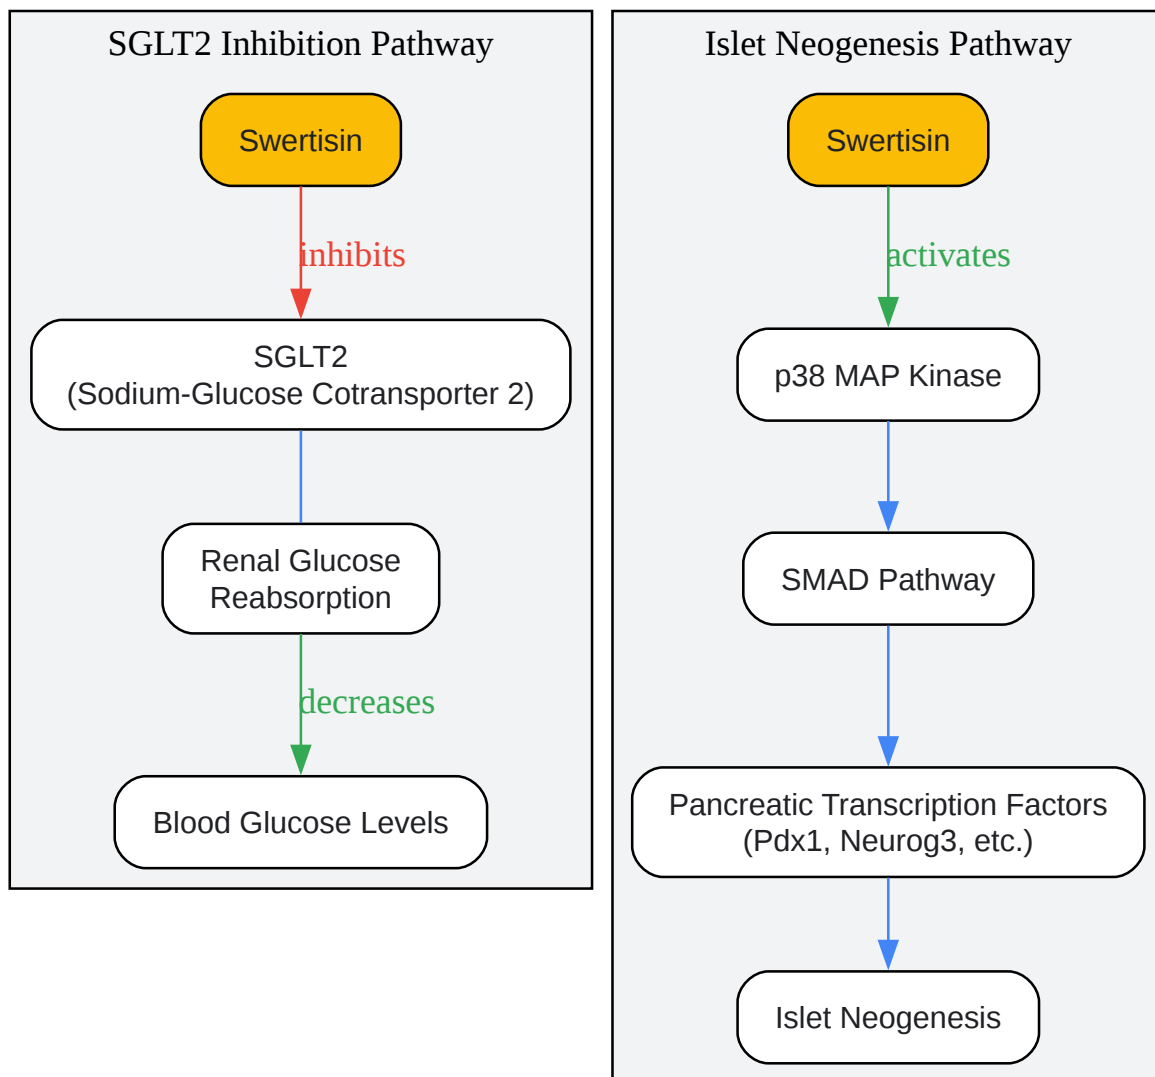 SGLT2 Inhibition Pathway
Swertisin
inhibits
SGLT2
(Sodium-Glucose Cotransporter 2)
Renal Glucose
Reabsorption
decreases
Blood Glucose Levels
Islet Neogenesis Pathway
Swertisin
activates
p38 MAP Kinase
SMAD Pathway
Pancreatic Transcription Factors
(Pdx1, Neurog3, etc.)
Islet Neogenesis